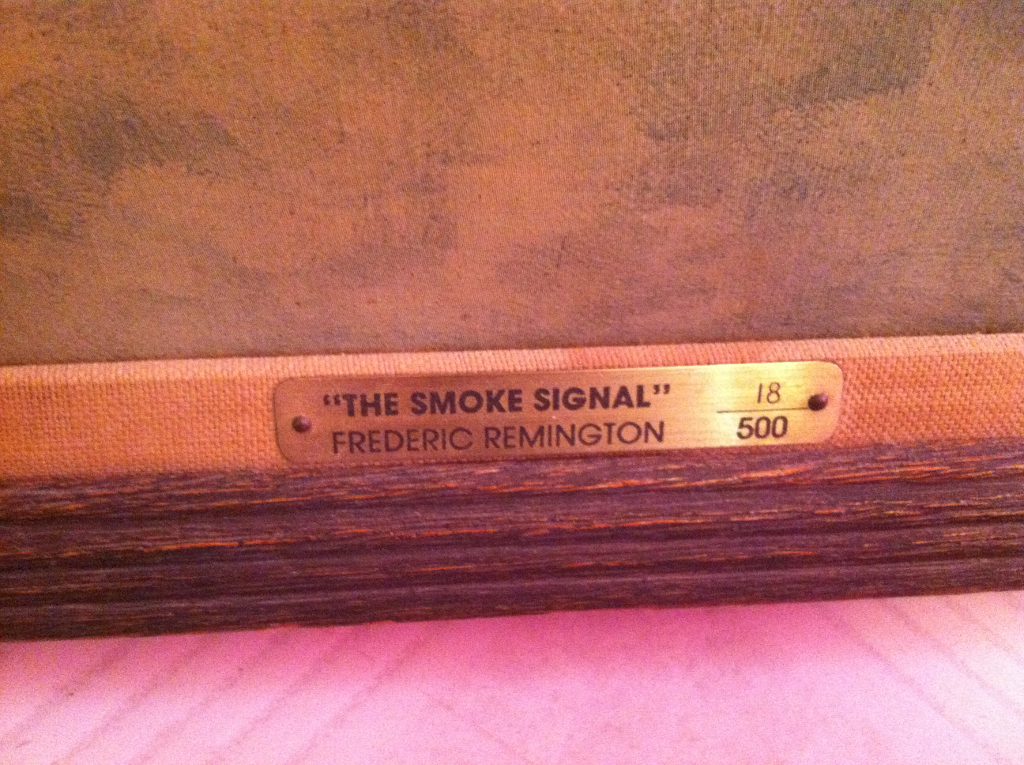 “THE SMOKE SIGNAL” 18
FREDERIC REMINGTON 500